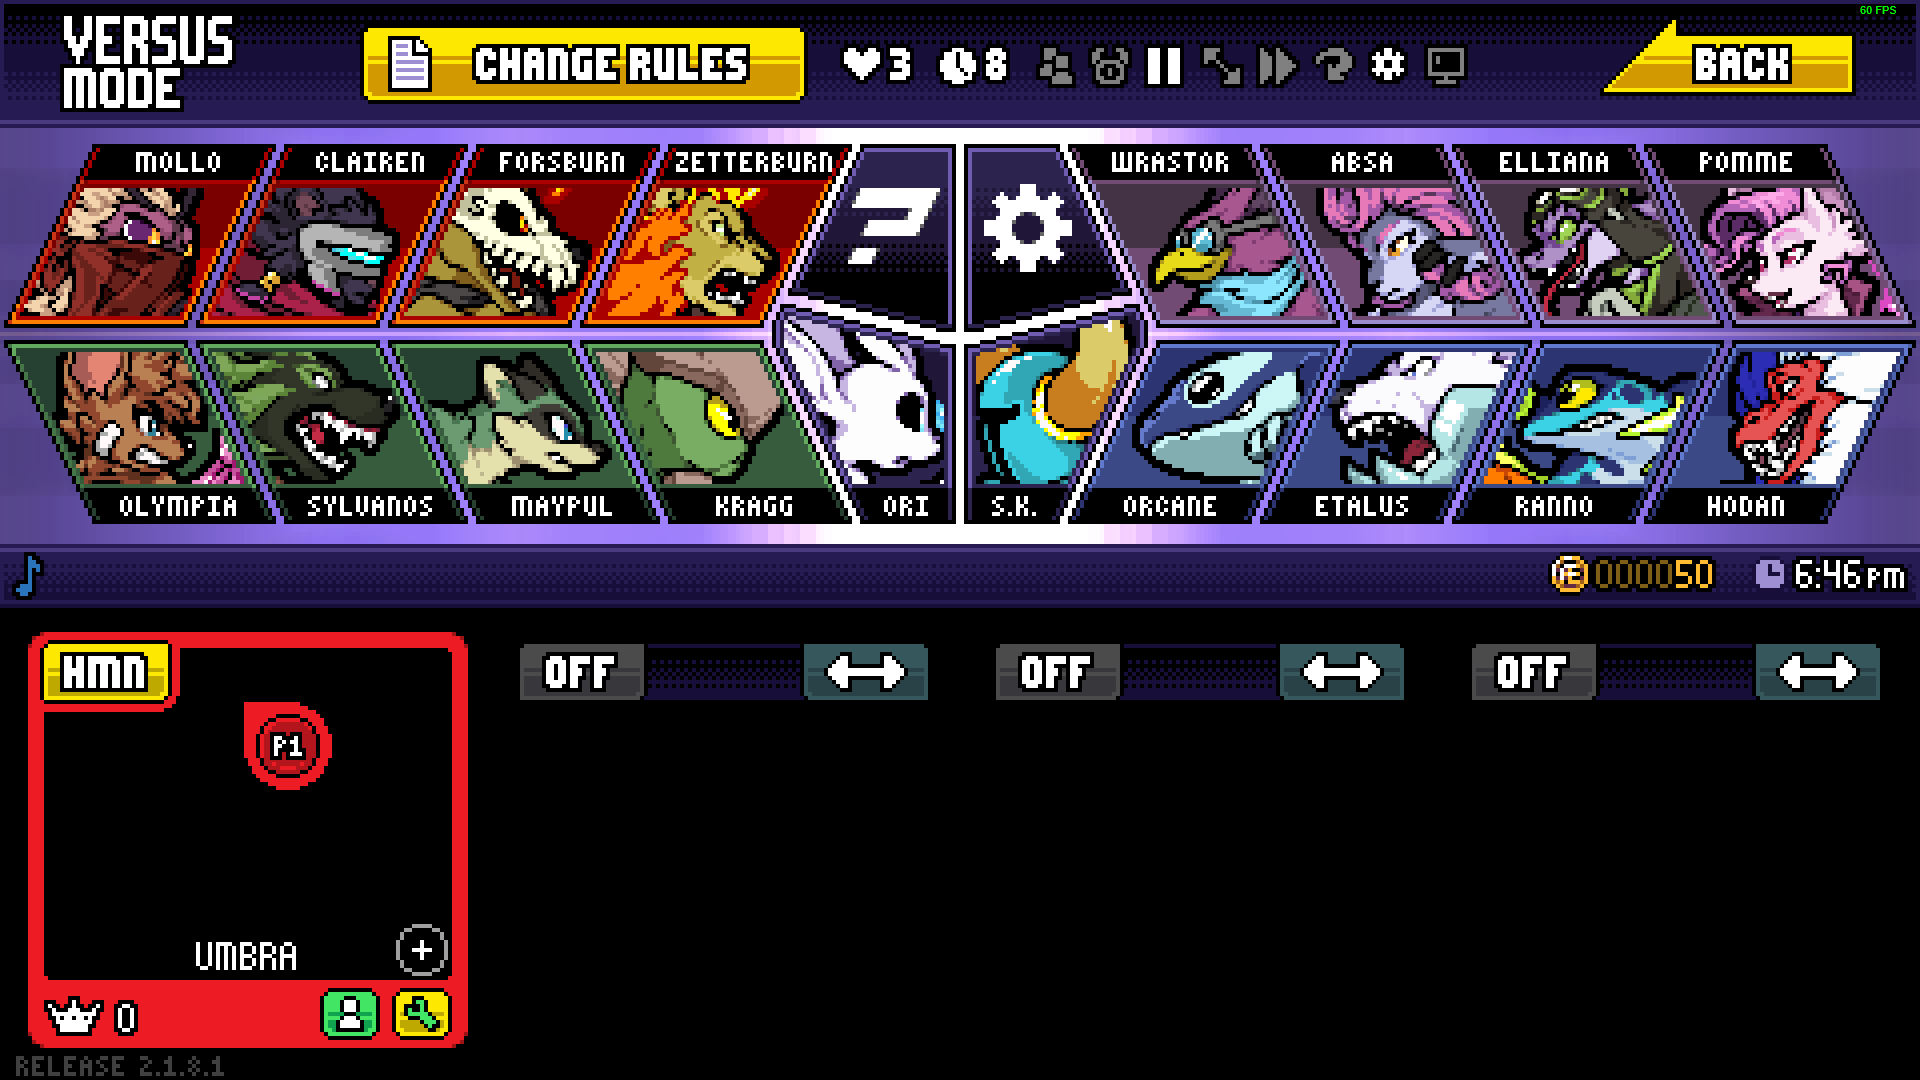 60 FPS
VERSUS
MODE
CHANGE RULES
3
8
BACK
MOLLO
CLAIREN
FORSBURN
ZETTERBURN
?
WRASTOR
ABSA
ELLIANA
POMME
OLYMPIA
SYLVANOS
MAYPUL
KRAGG
ORI
S.K.
ORCANE
ETALUS
RANNO
HODAN
000050
6:46PM
HMN
OFF
OFF
OFF
P1
UMBRA
0
RELEASE 2.1.8.1